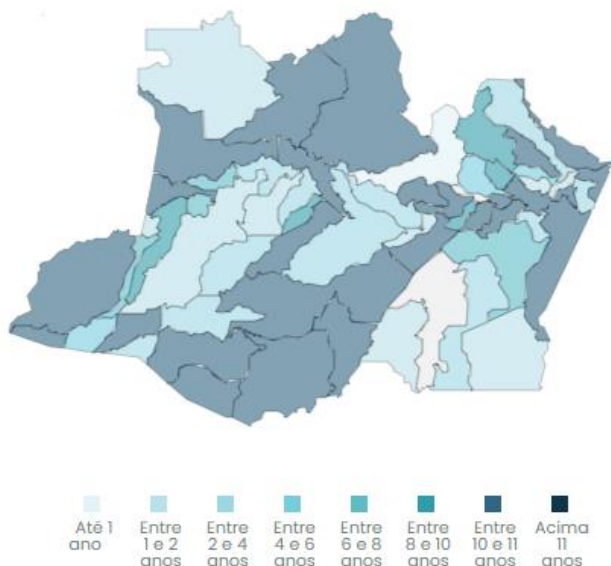 Até 1 ano
Entre 1 e 2 anos
Entre 2 e 4 anos
Entre 4 e 6 anos
Entre 6 e 8 anos
Entre 8 e 10 anos
Entre 10 e 11 anos
Acima 11 anos